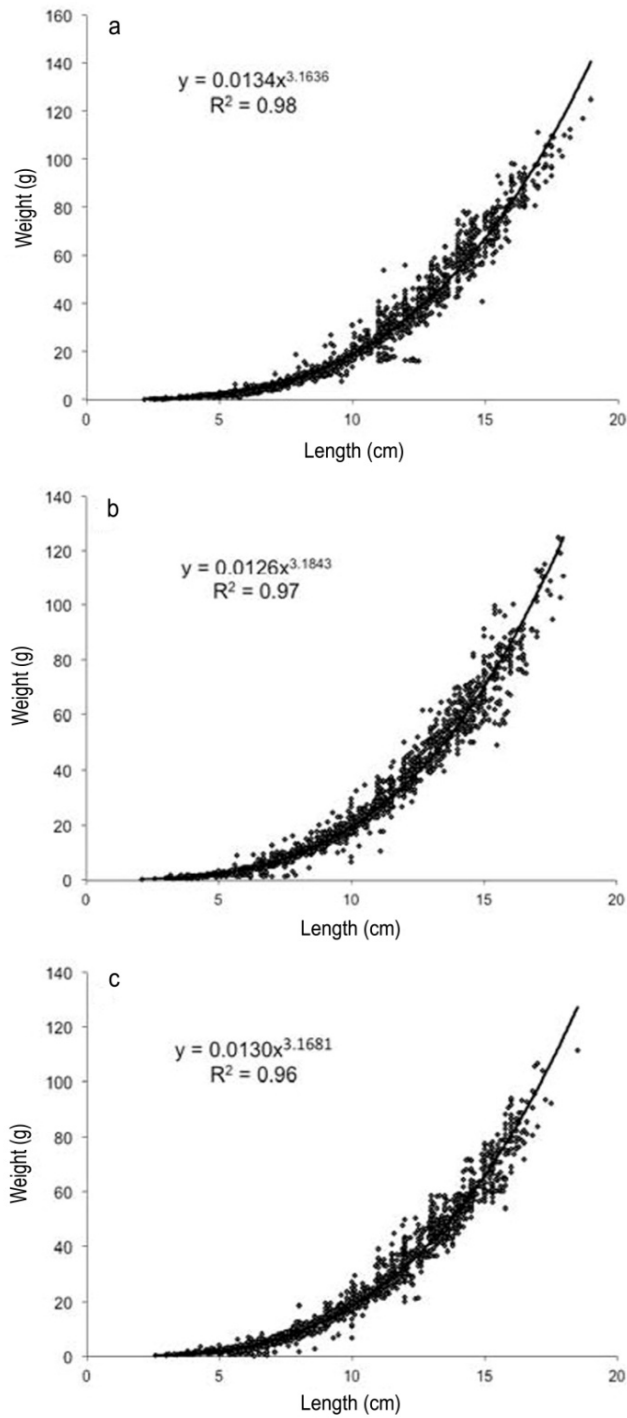 a
160
y = 0.0134x^3.1636
R² = 0.98
140
120
100
80
60
40
20
0
Weight (g)
0 5 10 15 20
Length (cm)
b
140
y = 0.0126x^3.1843
R² = 0.97
120
100
80
60
40
20
0
Weight (g)
0 5 10 15 20
Length (cm)
c
140
y = 0.0130x^3.1681
R² = 0.96
120
100
80
60
40
20
0
Weight (g)
0 5 10 15 20
Length (cm)